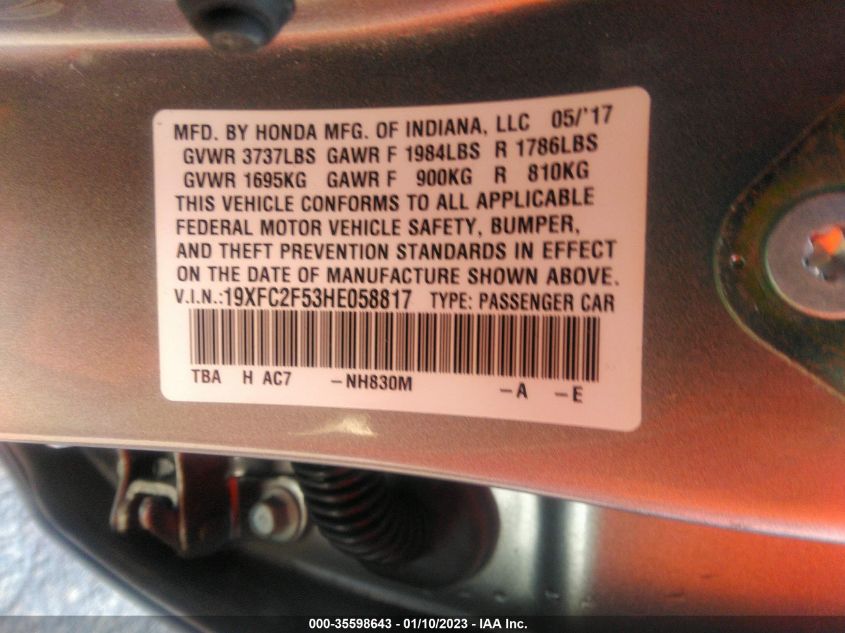 MFD. BY HONDA MFG. OF INDIANA, LLC 05/'17
GVWR 3737LBS GAWR F 1984LBS R 1786LBS
GVWR 1695KG GAWR F 900KG R 810KG
THIS VEHICLE CONFORMS TO ALL APPLICABLE
FEDERAL MOTOR VEHICLE SAFETY, BUMPER,
AND THEFT PREVENTION STANDARDS IN EFFECT
ON THE DATE OF MANUFACTURE SHOWN ABOVE.
V.I.N.:19XFC2F53HE058817 TYPE: PASSENGER CAR
TBA H AC7 -NH830M -A -E
000-35598643 - 01/10/2023 - IAA Inc.